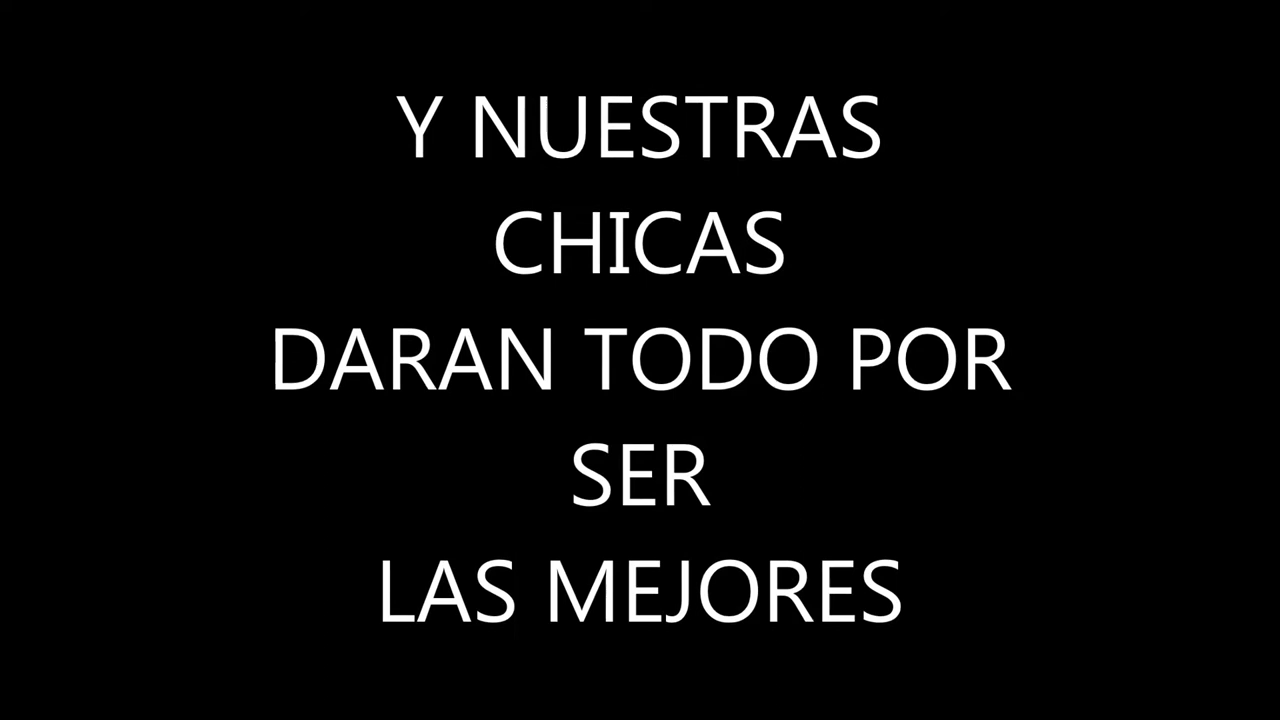 Y NUESTRAS
CHICAS
DARAN TODO POR
SER
LAS MEJORES